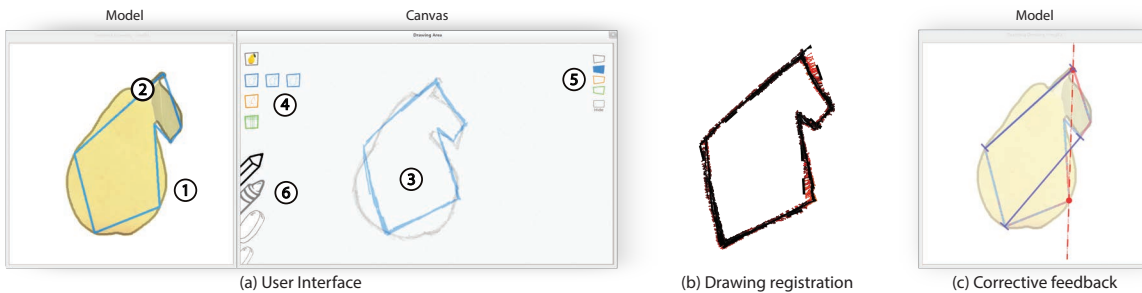 Model
Canvas
Model
Drawing Area
②
⑤
④
①
③
⑥
(a) User Interface
(b) Drawing registration
(c) Corrective feedback